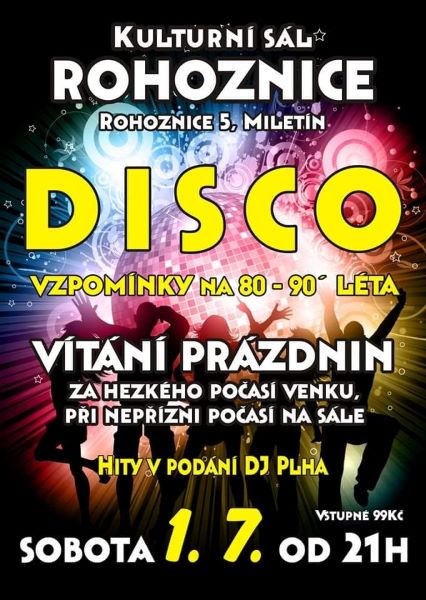 Kulturní sál
Rohoznice
Rohoznice 5, Miletín
DISCO
vzpomínky na 80 - 90´ léta
Vítání prázdnin
za hezkého počasí venku,
při nepřízni počasí na sále
Hity v podání DJ Plha
Vstupné 99Kč
sobota 1. 7. od 21h